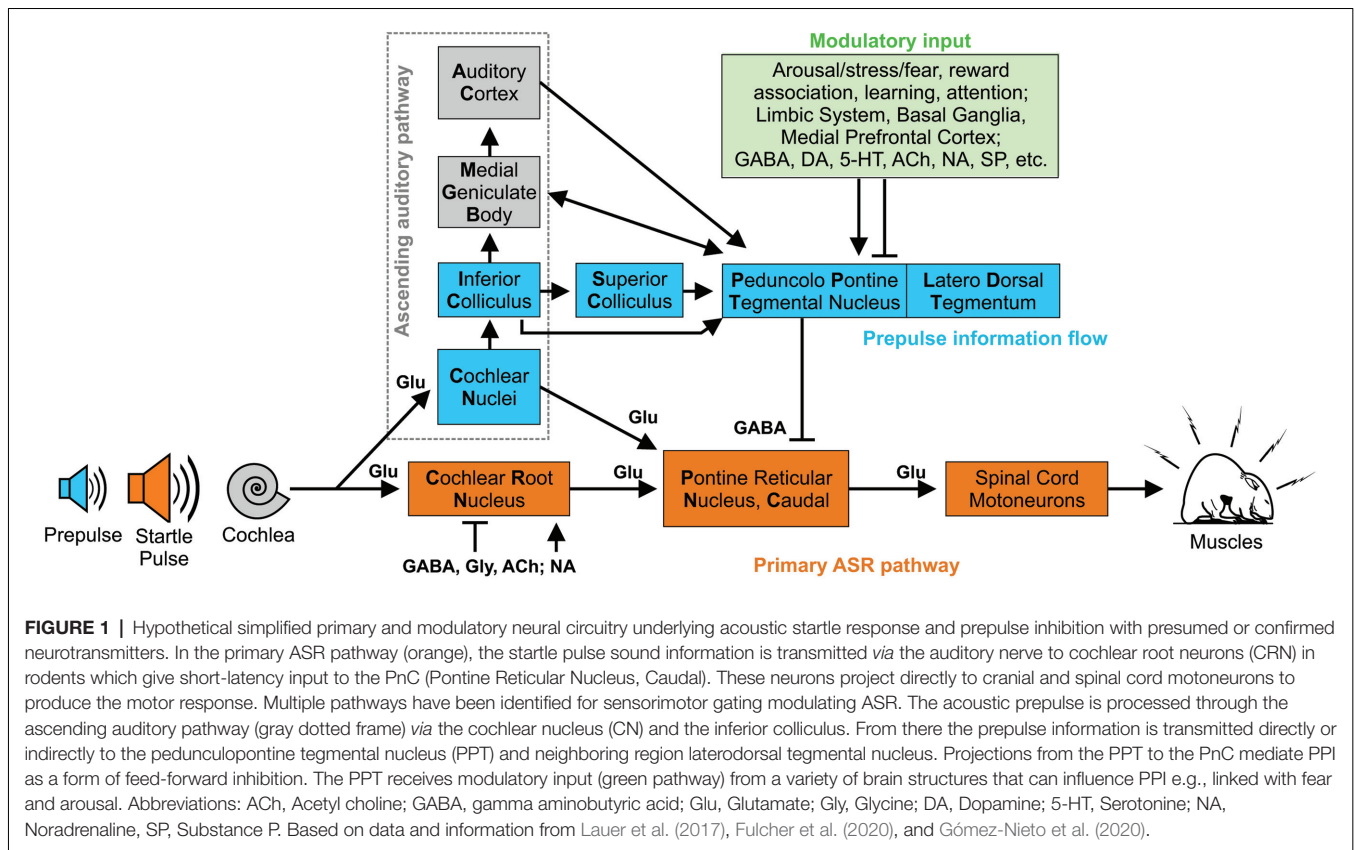 Modulatory input
Arousal/stress/fear, reward
association, learning, attention;
Limbic System, Basal Ganglia,
Medial Prefrontal Cortex;
GABA, DA, 5-HT, ACh, NA, SP, etc.
Ascending auditory pathway
Auditory
Cortex
Medial
Geniculate
Body
Inferior
Colliculus
Superior
Colliculus
Pedunculo Pontine
Tegmental Nucleus
Latero Dorsal
Tegmentum
Prepulse information flow
Cochlear
Nuclei
Glu
Glu
GABA
Prepulse
Startle
Pulse
Cochlea
Glu
Cochlear Root
Nucleus
Glu
Pontine Reticular
Nucleus, Caudal
Glu
Spinal Cord
Motoneurons
Muscles
GABA, Gly, ACh; NA
Primary ASR pathway
FIGURE 1 | Hypothetical simplified primary and modulatory neural circuitry underlying acoustic startle response and prepulse inhibition with presumed or confirmed
neurotransmitters. In the primary ASR pathway (orange), the startle pulse sound information is transmitted via the auditory nerve to cochlear root neurons (CRN) in
rodents which give short-latency input to the PnC (Pontine Reticular Nucleus, Caudal). These neurons project directly to cranial and spinal cord motoneurons to
produce the motor response. Multiple pathways have been identified for sensorimotor gating modulating ASR. The acoustic prepulse is processed through the
ascending auditory pathway (gray dotted frame) via the cochlear nucleus (CN) and the inferior colliculus. From there the prepulse information is transmitted directly or
indirectly to the pedunculopontine tegmental nucleus (PPT) and neighboring region laterodorsal tegmental nucleus. Projections from the PPT to the PnC mediate PPI
as a form of feed-forward inhibition. The PPT receives modulatory input (green pathway) from a variety of brain structures that can influence PPI e.g., linked with fear
and arousal. Abbreviations: ACh, Acetyl choline; GABA, gamma aminobutyric acid; Glu, Glutamate; Gly, Glycine; DA, Dopamine; 5-HT, Serotonine; NA,
Noradrenaline, SP, Substance P. Based on data and information from Lauer et al. (2017), Fulcher et al. (2020), and Gómez-Nieto et al. (2020).